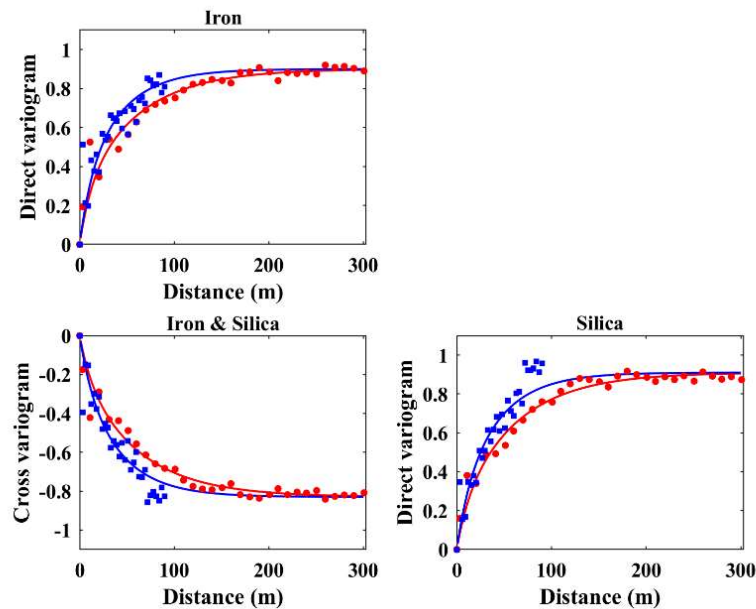 Iron
Direct variogram
1
0.8
0.6
0.4
0.2
0
0 100 200 300
Distance (m)
Iron & Silica
Cross variogram
0
-0.2
-0.4
-0.6
-0.8
-1
0 100 200 300
Distance (m)
Silica
Direct variogram
1
0.8
0.6
0.4
0.2
0
0 100 200 300
Distance (m)